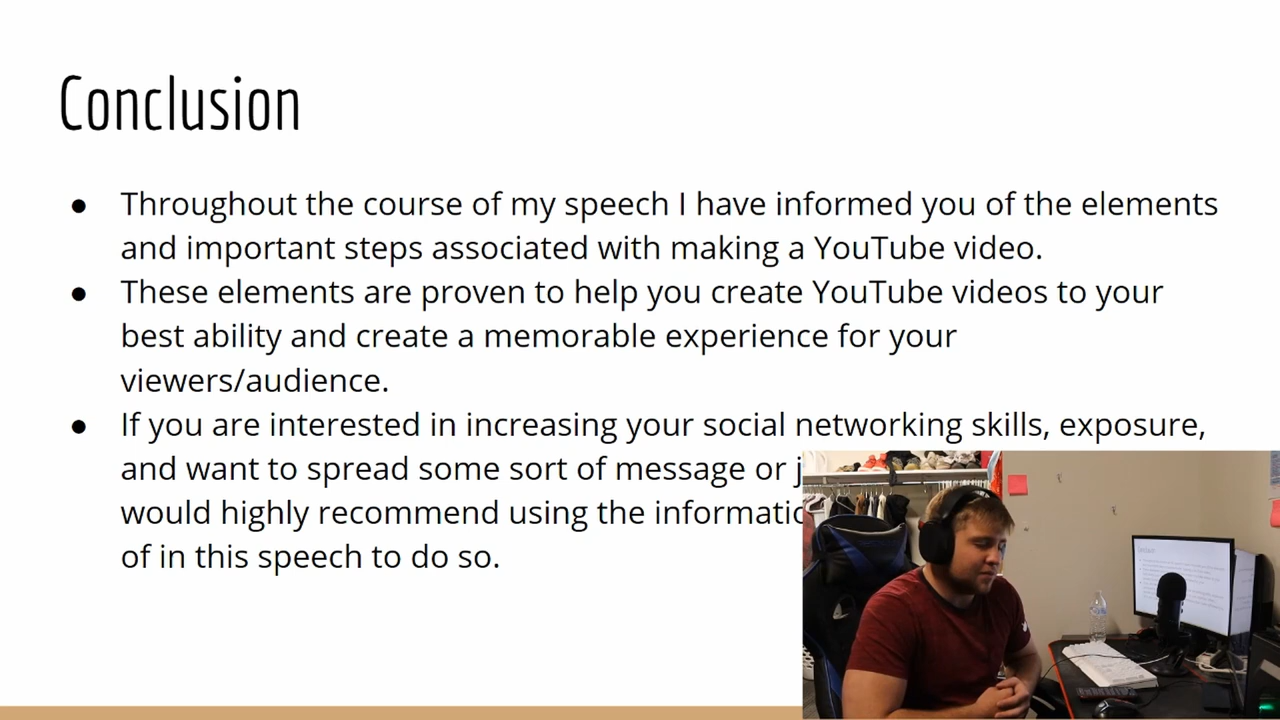 Conclusion
● Throughout the course of my speech I have informed you of the elements
and important steps associated with making a YouTube video.
● These elements are proven to help you create YouTube videos to your
best ability and create a memorable experience for your
viewers/audience.
● If you are interested in increasing your social networking skills, exposure,
and want to spread some sort of message or
would highly recommend using the
of in this speech to do so.